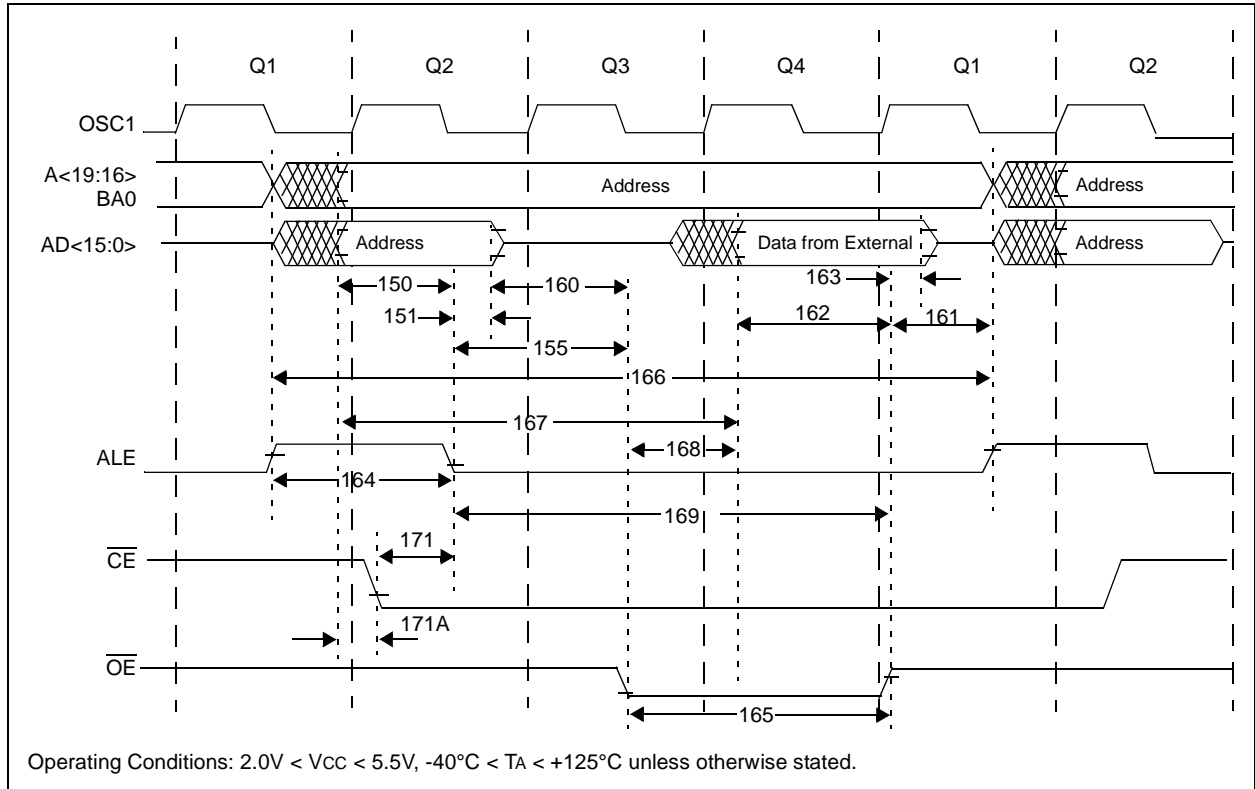 Q1 Q2 Q3 Q4 Q1 Q2
OSC1
A<19:16>
BA0
Address
Address
AD<15:0>
Address
Data from External
Address
150
160
163
151
162
161
155
166
167
ALE
168
164
169
171
CE
171A
OE
165
Operating Conditions: 2.0V < VCC < 5.5V, -40°C < TA < +125°C unless otherwise stated.